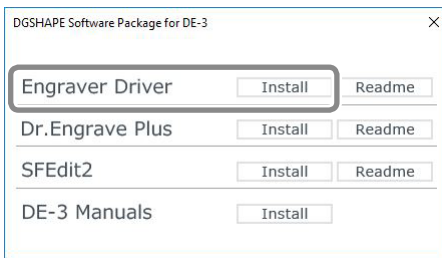 DGSHAPE Software Package for DE-3
Engraver Driver Install Readme
Dr.Engrave Plus Install Readme
SFEdit2 Install Readme
DE-3 Manuals Install